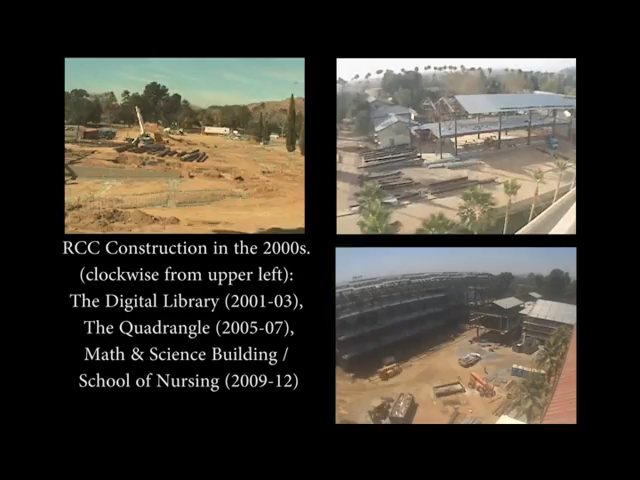 RCC Construction in the 2000s.
(clockwise from upper left):
The Digital Library (2001-03),
The Quadrangle (2005-07),
Math & Science Building /
School of Nursing (2009-12)